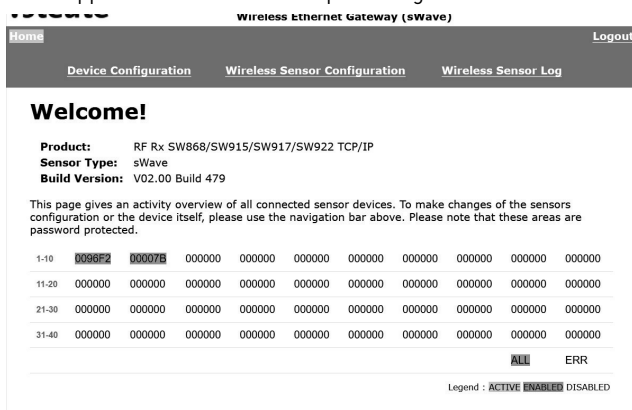 Wireless Ethernet Gateway (sWave)
Home Logout
Device Configuration Wireless Sensor Configuration Wireless Sensor Log
Welcome!
Product: RF Rx SW868/SW915/SW917/SW922 TCP/IP
Sensor Type: sWave
Build Version: V02.00 Build 479
This page gives an activity overview of all connected sensor devices. To make changes of the sensors
configuration or the device itself, please use the navigation bar above. Please note that these areas are
password protected.
1-10 0096F2 00007B 000000 000000 000000 000000 000000 000000 000000 000000
11-20 000000 000000 000000 000000 000000 000000 000000 000000 000000 000000
21-30 000000 000000 000000 000000 000000 000000 000000 000000 000000 000000
31-40 000000 000000 000000 000000 000000 000000 000000 000000 000000 000000
ALL ERR
Legend : ACTIVE ENABLED DISABLED